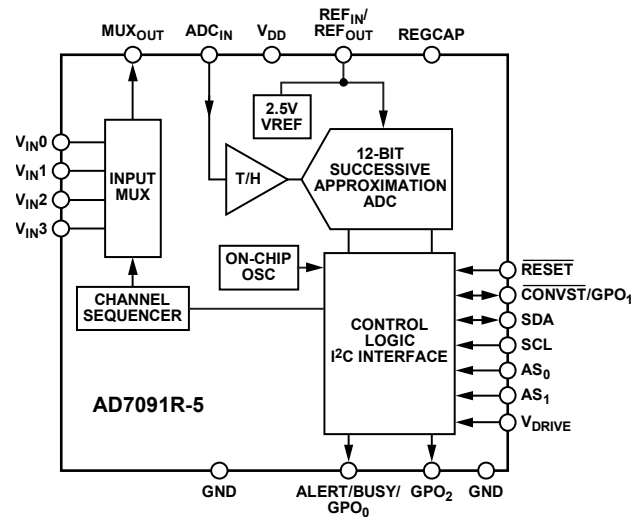 MUXOUT ADCIN VDD REFIN/
REFOUT REGCAP
2.5V
VREF
VIN0
VIN1
VIN2
VIN3
INPUT
MUX
T/H
12-BIT
SUCCESSIVE
APPROXIMATION
ADC
ON-CHIP
OSC
CHANNEL
SEQUENCER
CONTROL
LOGIC
I2C INTERFACE
RESET
CONVST/GPO1
SDA
SCL
AS0
AS1
VDRIVE
AD7091R-5
GND
ALERT/BUSY/
GPO0
GPO2
GND